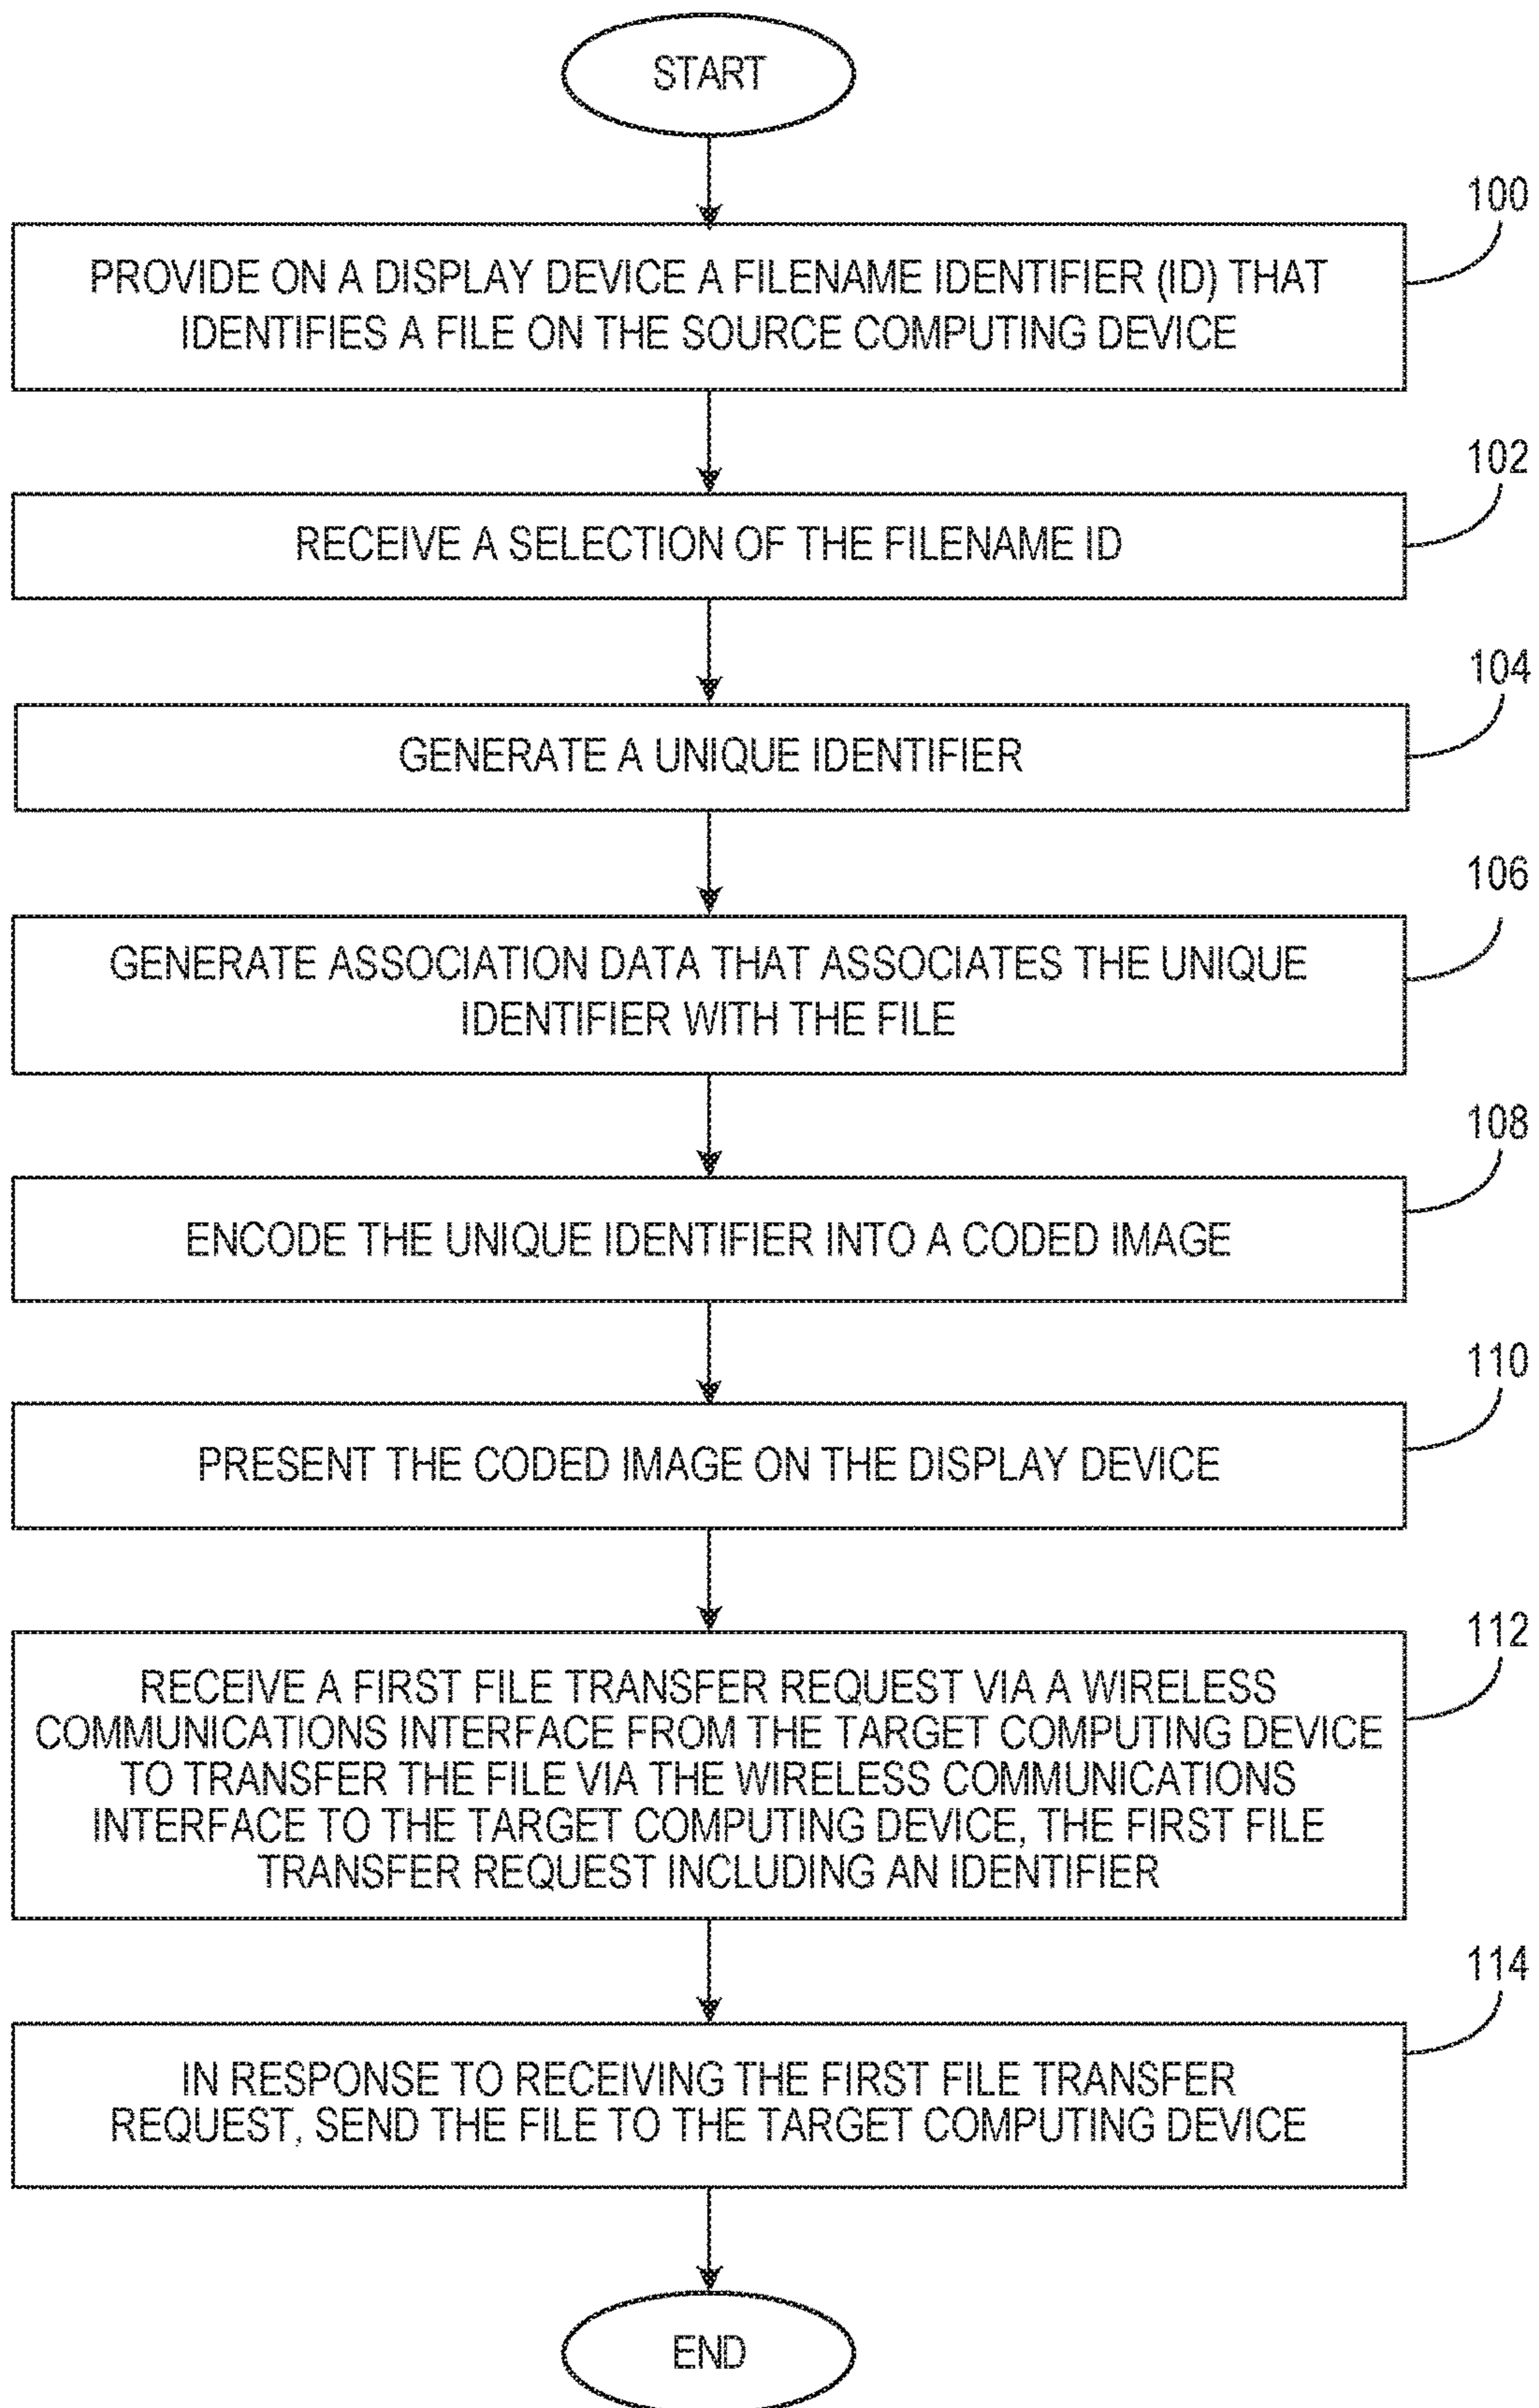 START
100
PROVIDE ON A DISPLAY DEVICE A FILENAME IDENTIFIER (ID) THAT
IDENTIFIES A FILE ON THE SOURCE COMPUTING DEVICE
102
RECEIVE A SELECTION OF THE FILENAME ID
104
GENERATE A UNIQUE IDENTIFIER
106
GENERATE ASSOCIATION DATA THAT ASSOCIATES THE UNIQUE
IDENTIFIER WITH THE FILE
108
ENCODE THE UNIQUE IDENTIFIER INTO A CODED IMAGE
110
PRESENT THE CODED IMAGE ON THE DISPLAY DEVICE
112
RECEIVE A FIRST FILE TRANSFER REQUEST VIA A WIRELESS
COMMUNICATIONS INTERFACE FROM THE TARGET COMPUTING DEVICE
TO TRANSFER THE FILE VIA THE WIRELESS COMMUNICATIONS
INTERFACE TO THE TARGET COMPUTING DEVICE, THE FIRST FILE
TRANSFER REQUEST INCLUDING AN IDENTIFIER
114
IN RESPONSE TO RECEIVING THE FIRST FILE TRANSFER
REQUEST, SEND THE FILE TO THE TARGET COMPUTING DEVICE
END